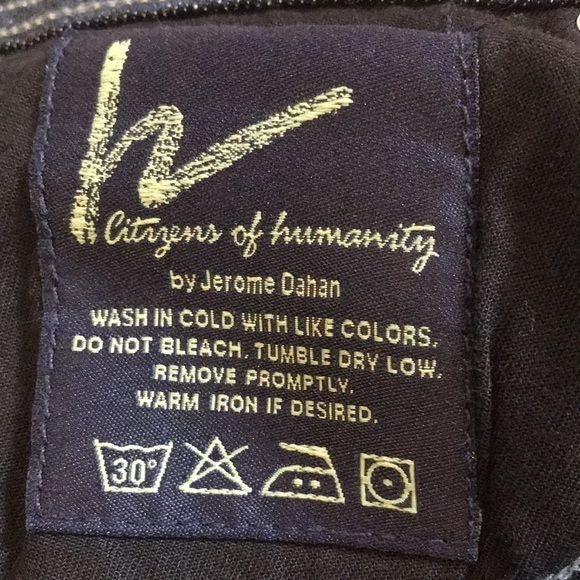 h
Citizens of humanity
by Jerome Dahan
WASH IN COLD WITH LIKE COLORS.
DO NOT BLEACH. TUMBLE DRY LOW.
REMOVE PROMPTLY.
WARM IRON IF DESIRED.
30°